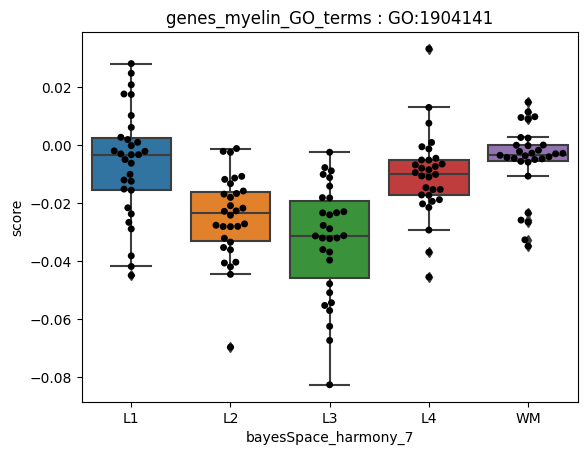 genes_myelin_GO_terms : GO:1904141
0.02
0.00
−0.02
−0.04
−0.06
−0.08
score
L1 L2 L3 L4 WM
bayesSpace_harmony_7